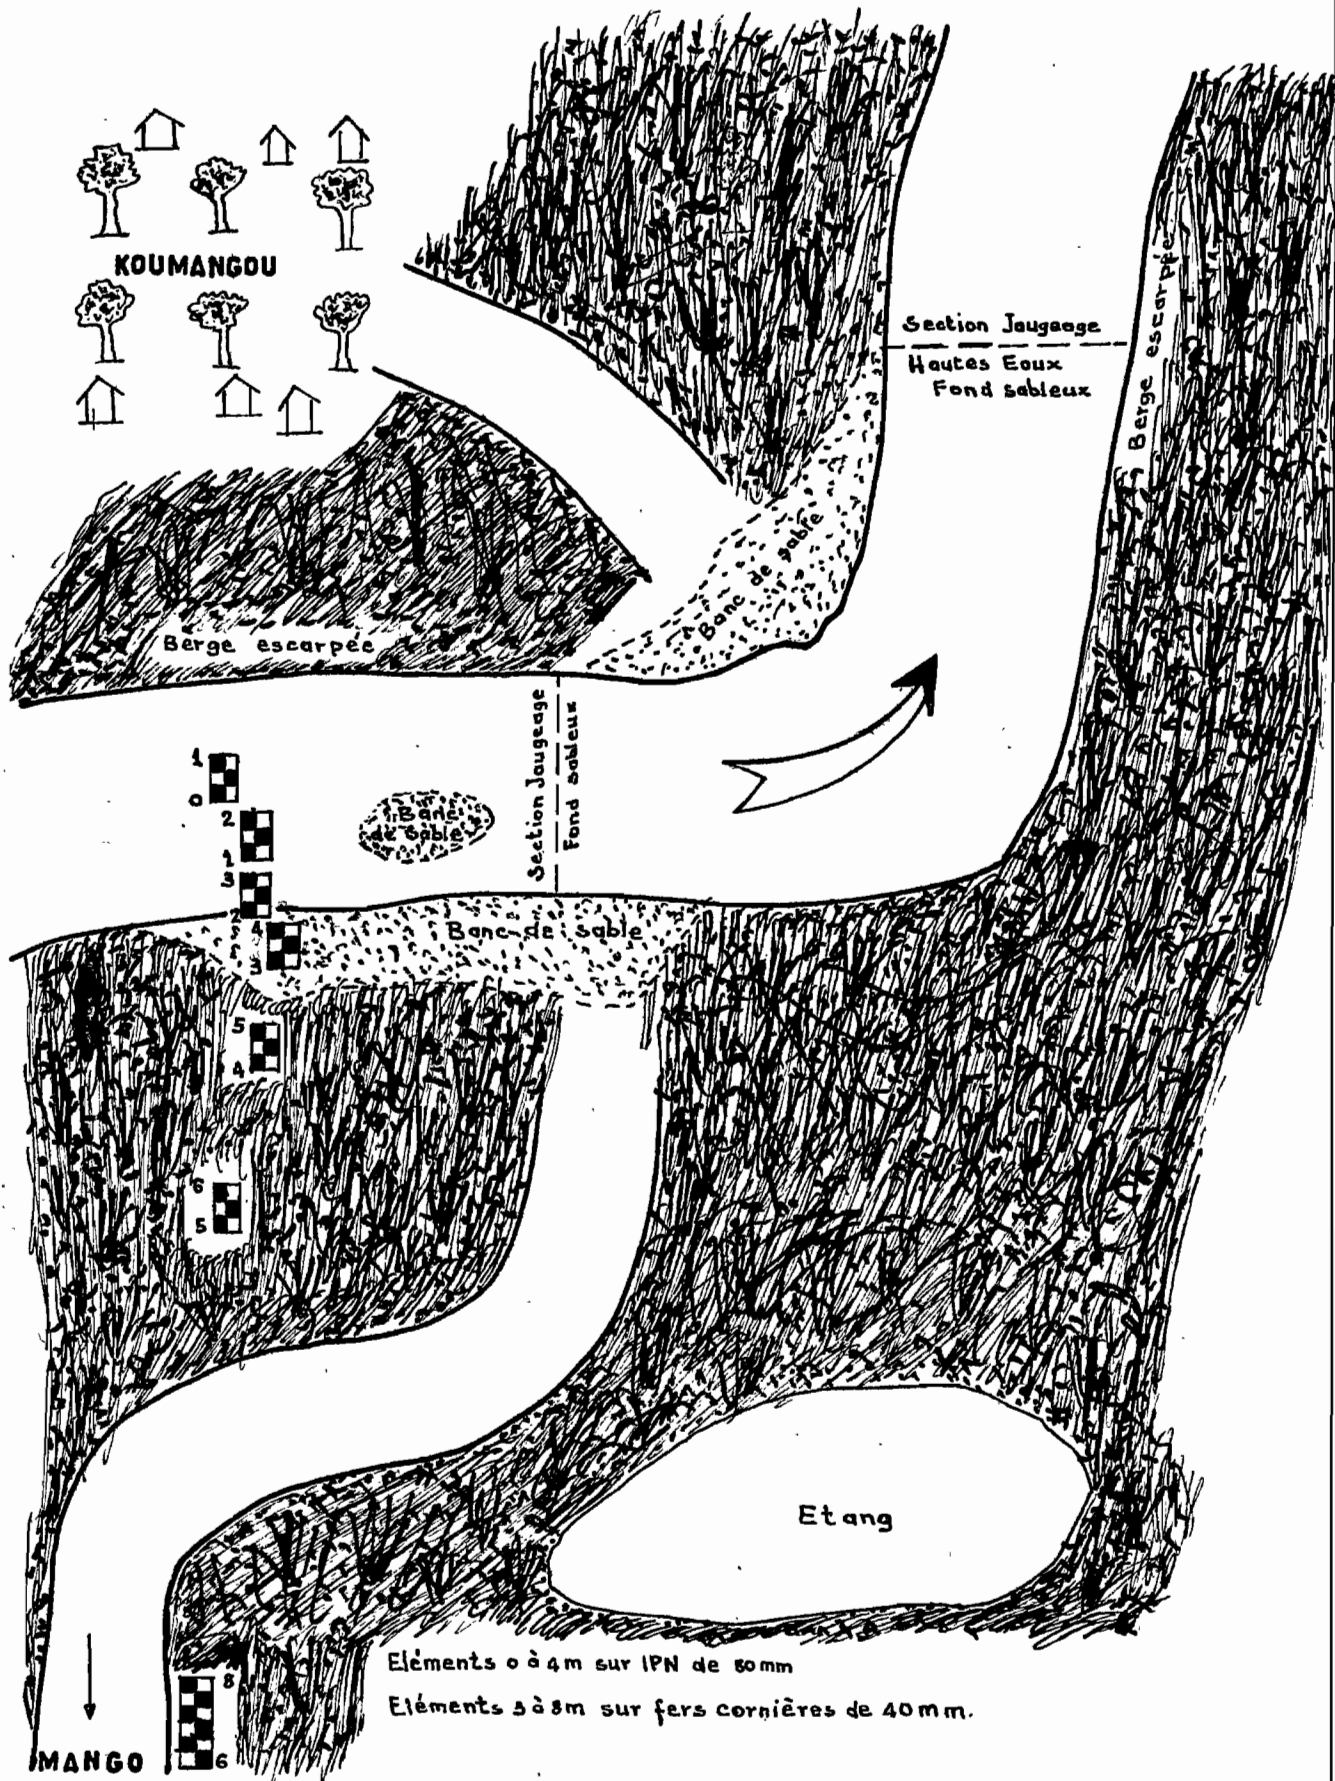 KOUMANGOU
Section Jaugaage
Hautes Eaux
Fond sableux
Berge escarpée
Banc de sable
Berge escarpée
Section Jaugeage
Fond sableux
1
0
2
1
3
2
4
3
Banc
de sable
Banc de sable
5
4
6
5
Etang
Eléments 0 à 4m sur IPN de 80mm
Eléments 5 à 8m sur fers cornières de 40mm.
8
6
MANGO